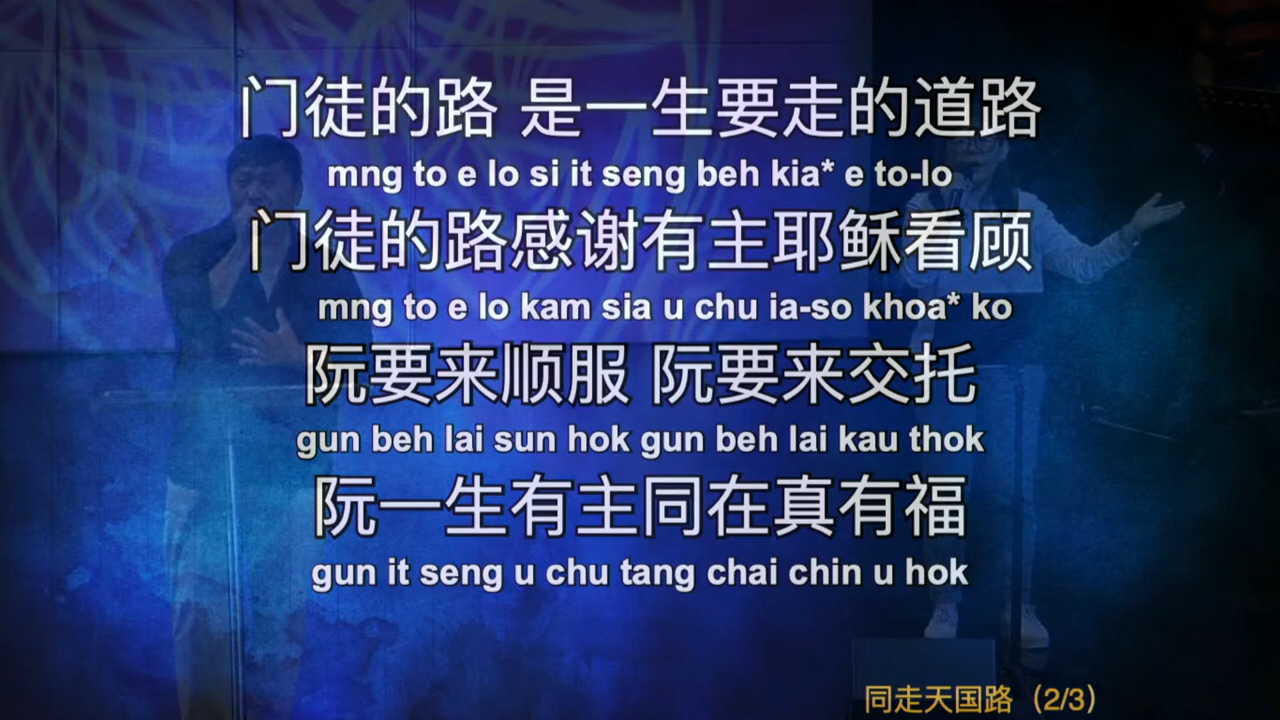 门徒的路 是一生要走的道路
mng to e lo si it seng beh kia* e to-lo
门徒的路感谢有主耶稣看顾
mng to e lo kam sia u chu ia-so khoa* ko
阮要来顺服 阮要来交托
gun beh lai sun hok gun beh lai kau thok
阮一生有主同在真有福
gun it seng u chu tang chai chin u hok
同走天国路（2/3）